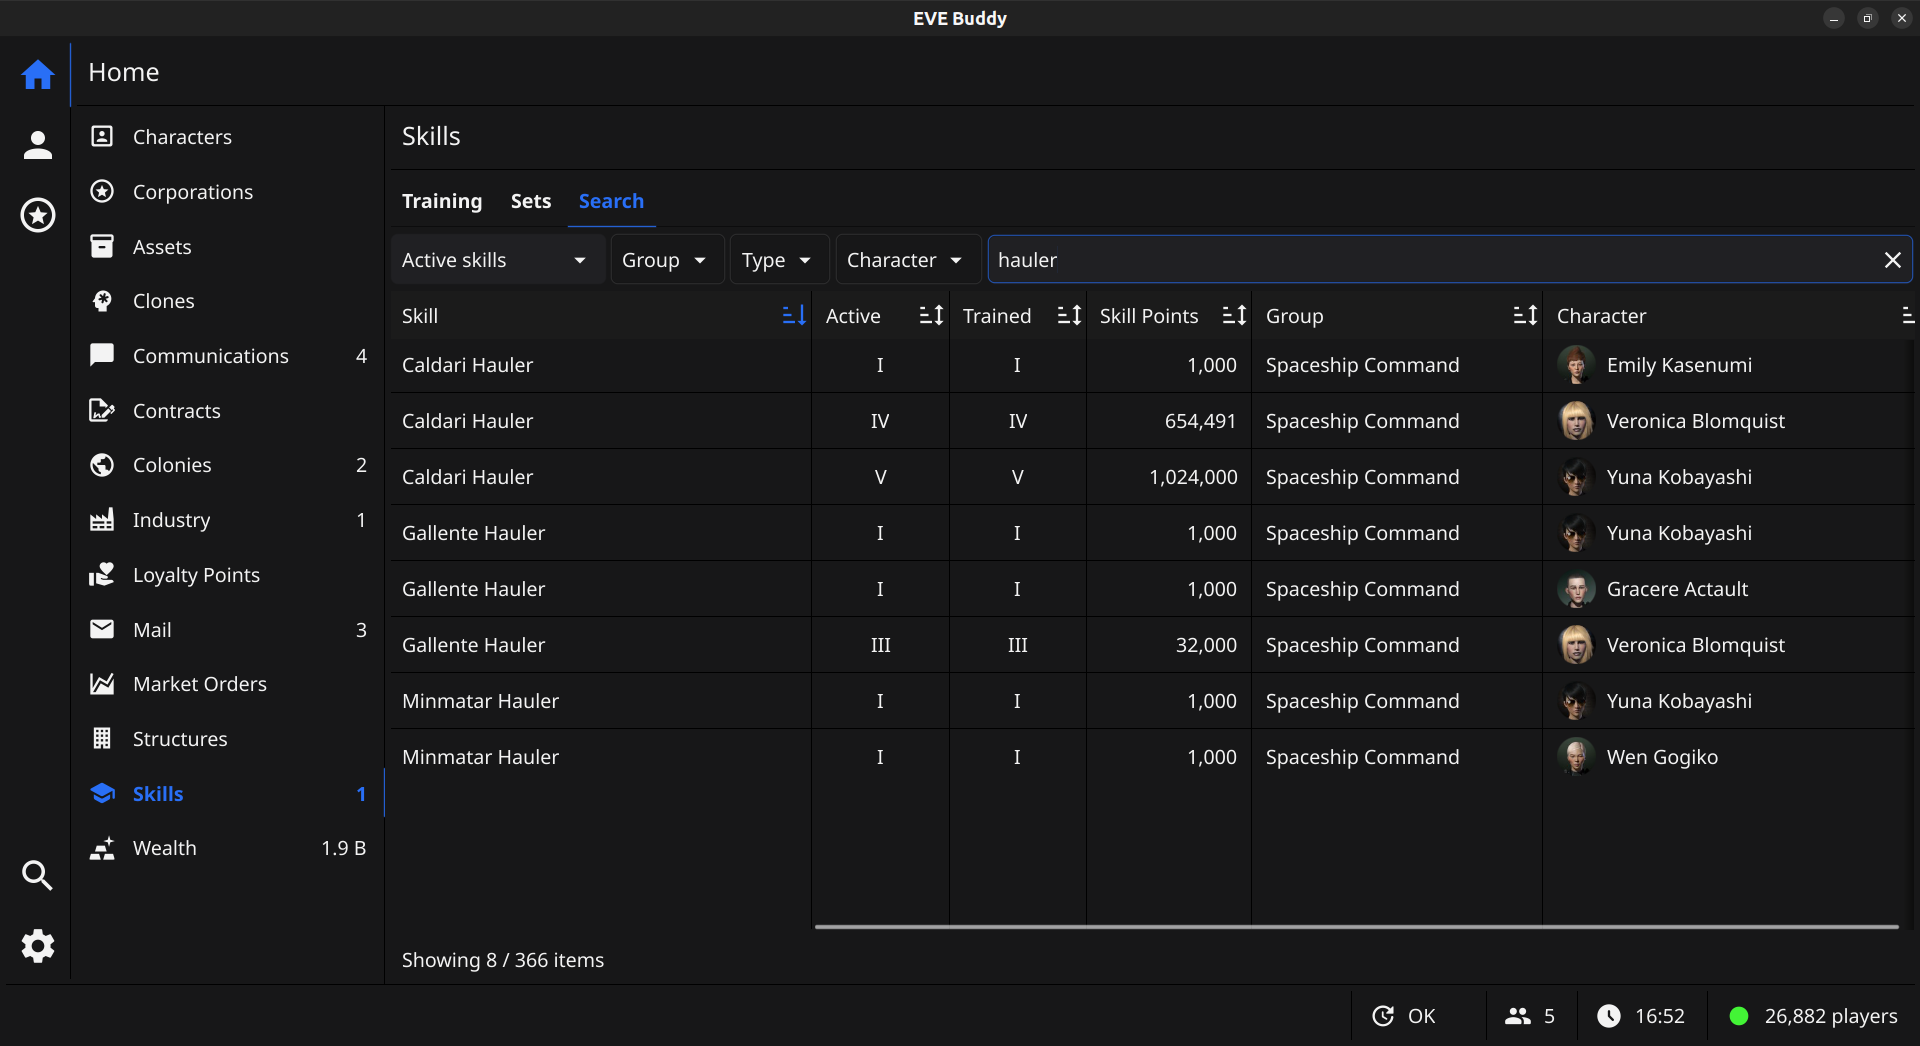 EVE Buddy
Home
Characters
Corporations
Assets
Clones
Communications 4
Contracts
Colonies 2
Industry 1
Loyalty Points
Mail 3
Market Orders
Structures
Skills 1
Wealth 1.9 B
Skills
Training Sets Search
Active skills Group Type Character hauler
Skill Active Trained Skill Points Group Character
Caldari Hauler I I 1,000 Spaceship Command Emily Kasenumi
Caldari Hauler IV IV 654,491 Spaceship Command Veronica Blomquist
Caldari Hauler V V 1,024,000 Spaceship Command Yuna Kobayashi
Gallente Hauler I I 1,000 Spaceship Command Yuna Kobayashi
Gallente Hauler I I 1,000 Spaceship Command Gracere Actault
Gallente Hauler III III 32,000 Spaceship Command Veronica Blomquist
Minmatar Hauler I I 1,000 Spaceship Command Yuna Kobayashi
Minmatar Hauler I I 1,000 Spaceship Command Wen Gogiko
Showing 8 / 366 items
OK 5 16:52 26,882 players